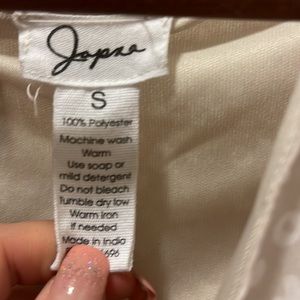 Japna
S
100% Polyester
Machine wash
Warm
Use soap or
mild detergent
Do not bleach
Tumble dry low
Warm Iron
if needed
Made in India